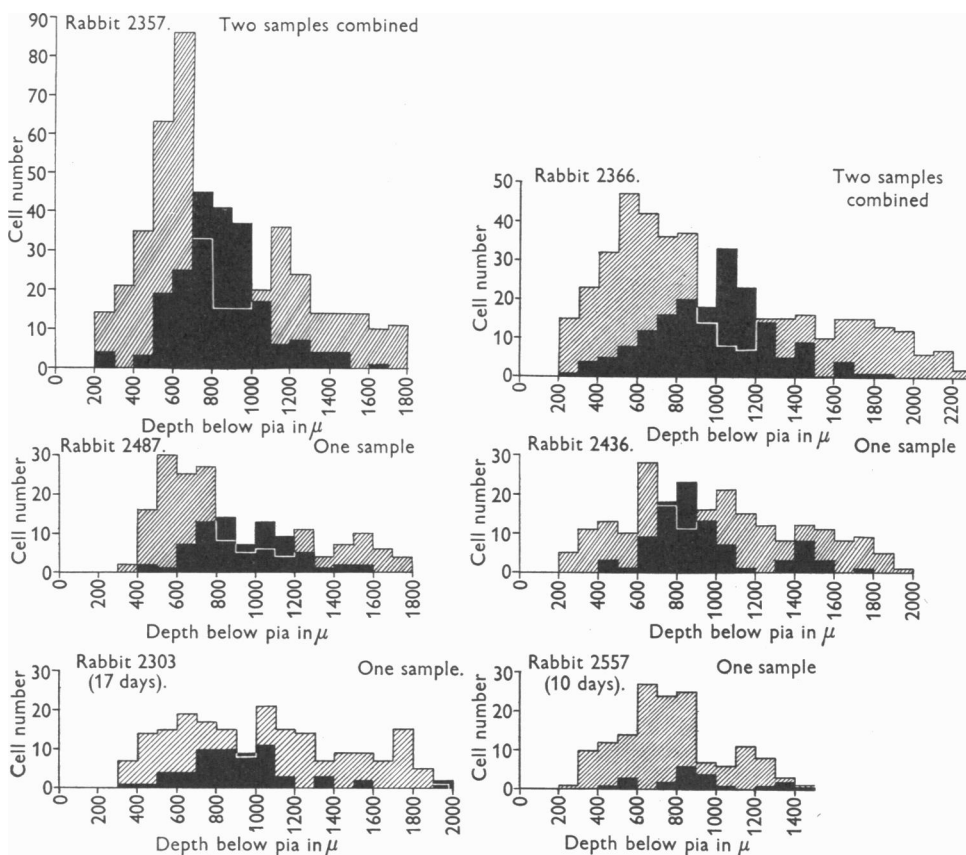 Rabbit 2357. Two samples combined
Cell number
90
80
70
60
50
40
30
20
10
0
0 200 400 600 800 1000 1200 1400 1600 1800
Depth below pia in μ
Rabbit 2366. Two samples
combined
Cell number
50
40
30
20
10
0
0 200 400 600 800 1000 1200 1400 1600 1800 2000 2200
Depth below pia in μ
Rabbit 2487. One sample
Cell number
30
20
10
0
0 200 400 600 800 1000 1200 1400 1600 1800
Depth below pia in μ
Rabbit 2436. One sample
Cell number
30
20
10
0
0 200 400 600 800 1000 1200 1400 1600 1800 2000
Depth below pia in μ
Rabbit 2303 One sample.
(17 days).
Cell number
20
10
0
0 200 400 600 800 1000 1200 1400 1600 1800 2000
Depth below pia in μ
Rabbit 2557 One sample
(10 days).
Cell number
30
20
10
0
0 200 400 600 800 1000 1200 1400
Depth below pia in μ